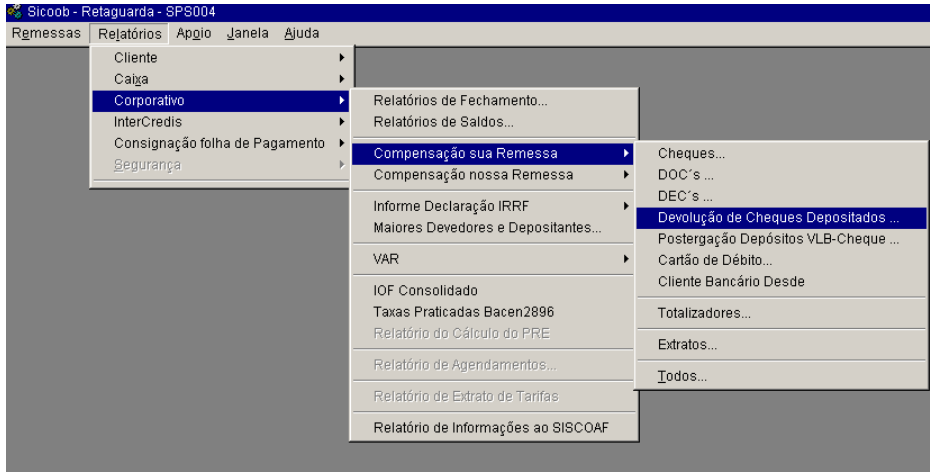 Sicoob - Retaguarda - SPS004
Remessas Relatórios Apoio Janela Ajuda
Cliente
Caixa
Corporativo
InterCredis
Consignação folha de Pagamento
Segurança
Relatórios de Fechamento...
Relatórios de Saldos...
Compensação sua Remessa
Compensação nossa Remessa
Informe Declaração IRRF
Maiores Devedores e Depositantes...
VAR
IOF Consolidado
Taxas Praticadas Bacen2896
Relatório do Cálculo do PRE
Relatório de Agendamentos...
Relatório de Extrato de Tarifas
Relatório de Informações ao SISCOAF
Cheques...
DOC´s ...
DEC´s ...
Devolução de Cheques Depositados ...
Postergação Depósitos VLB-Cheque ...
Cartão de Débito...
Cliente Bancário Desde
Totalizadores...
Extratos...
Todos...